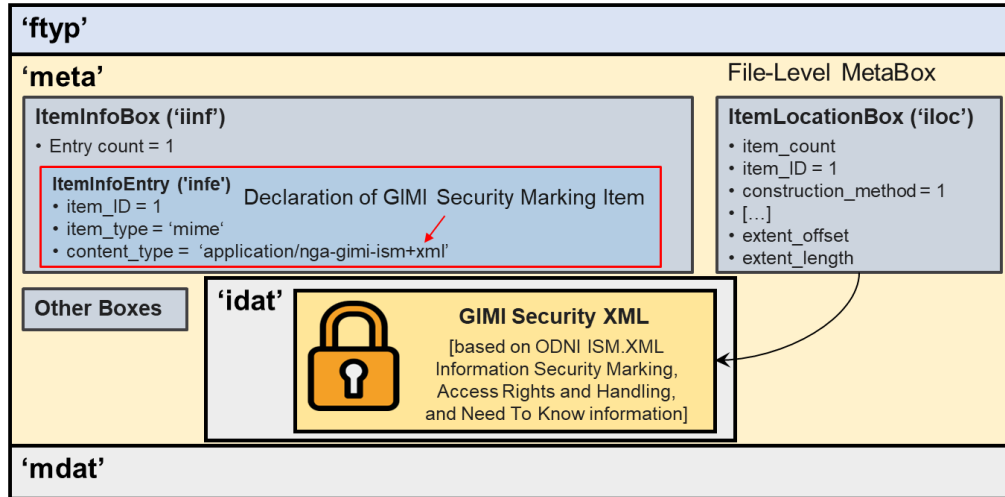 ‘ftyp’
‘meta’
File-Level MetaBox
ItemInfoBox (‘iinf’)
• Entry count = 1
ItemInfoEntry ('infe')
Declaration of GIMI Security Marking Item
• item_ID = 1
• item_type = ‘mime‘
• content_type = ‘application/nga-gimi-ism+xml’
ItemLocationBox (‘iloc’)
• item_count
• item_ID = 1
• construction_method = 1
• […]
• extent_offset
• extent_length
Other Boxes
‘idat’
GIMI Security XML
[based on ODNI ISM.XML
Information Security Marking,
Access Rights and Handling,
and Need To Know information]
‘mdat’